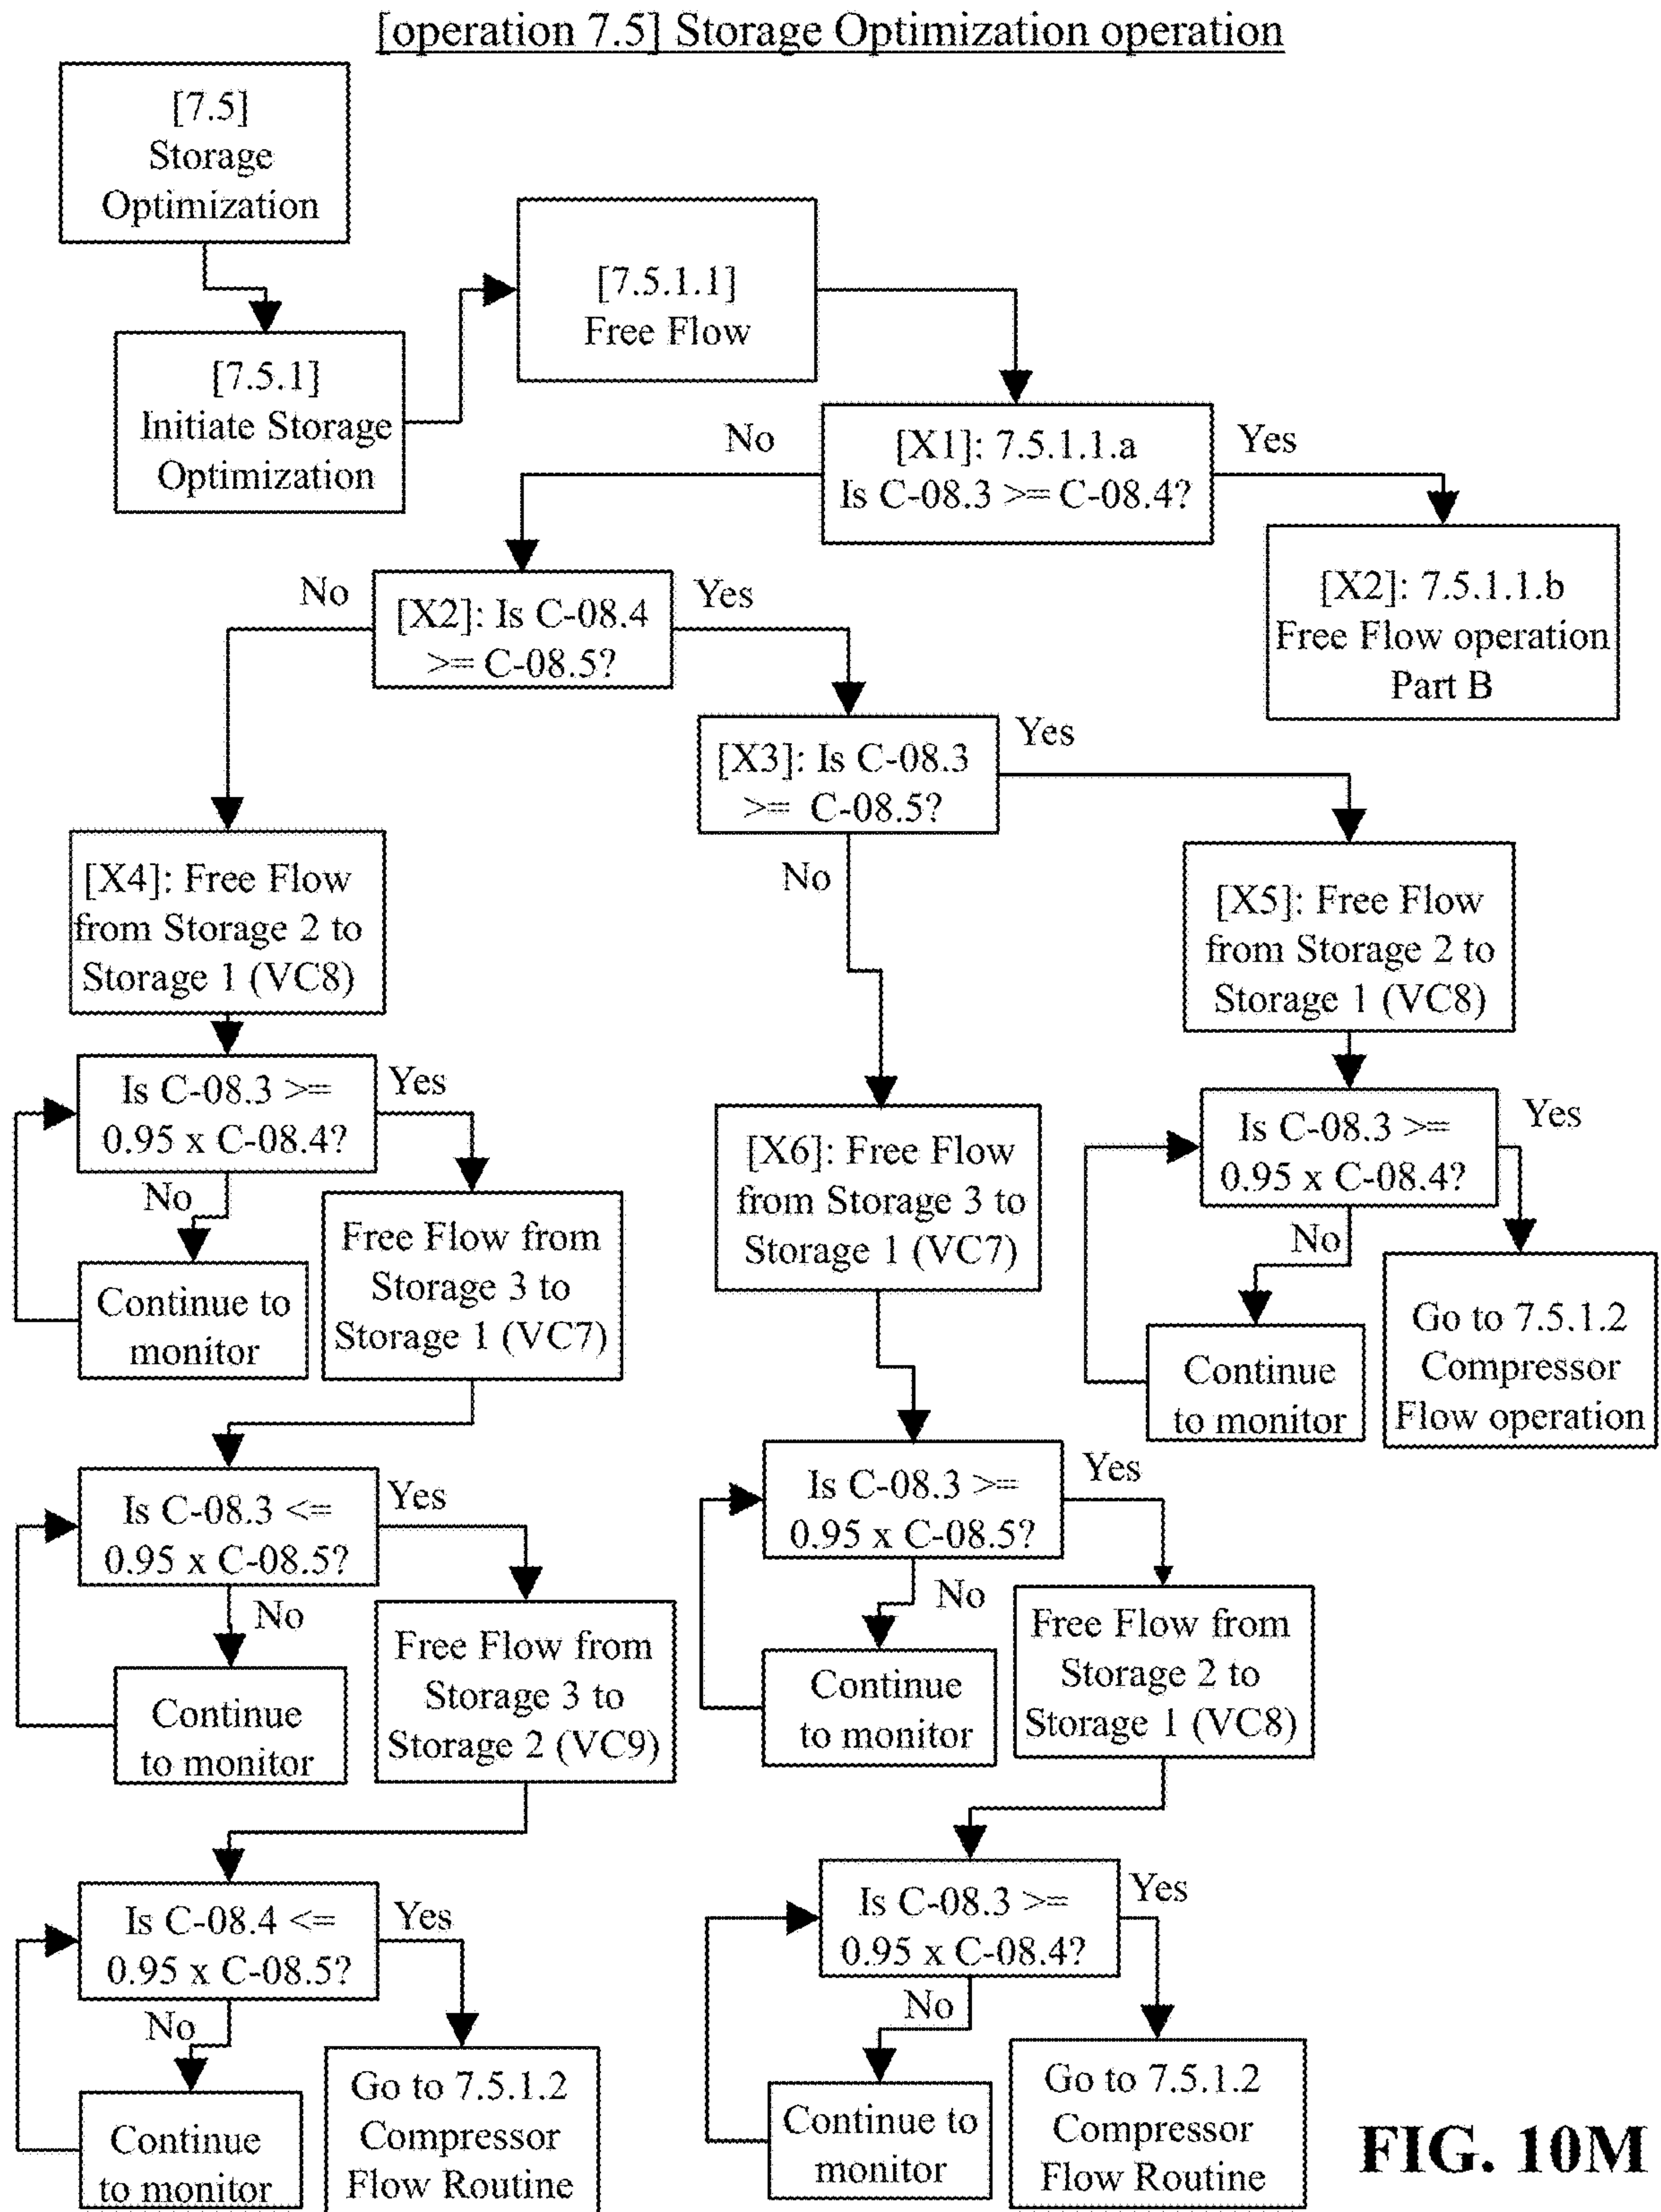 [operation 7.5] Storage Optimization operation
[7.5]
Storage
Optimization
[7.5.1.1]
Free Flow
[7.5.1]
Initiate Storage
Optimization
No
[X1]: 7.5.1.1.a
Is C-08.3 >= C-08.4?
Yes
[X2]: 7.5.1.1.b
Free Flow operation
Part B
No
[X2]: Is C-08.4
>= C-08.5?
Yes
[X3]: Is C-08.3
>= C-08.5?
Yes
No
[X4]: Free Flow
from Storage 2 to
Storage 1 (VC8)
[X5]: Free Flow
from Storage 2 to
Storage 1 (VC8)
Is C-08.3 >=
0.95 x C-08.4?
Yes
No
Continue to
monitor
Free Flow from
Storage 3 to
Storage 1 (VC7)
[X6]: Free Flow
from Storage 3 to
Storage 1 (VC7)
Is C-08.3 >=
0.95 x C-08.4?
Yes
No
Continue
to monitor
Go to 7.5.1.2
Compressor
Flow operation
Is C-08.3 <=
0.95 x C-08.5?
Yes
No
Continue
to monitor
Free Flow from
Storage 3 to
Storage 2 (VC9)
Is C-08.3 >=
0.95 x C-08.5?
Yes
No
Continue
to monitor
Free Flow from
Storage 2 to
Storage 1 (VC8)
Is C-08.4 <=
0.95 x C-08.5?
Yes
No
Continue
to monitor
Go to 7.5.1.2
Compressor
Flow Routine
Is C-08.3 >=
0.95 x C-08.4?
Yes
No
Continue to
monitor
Go to 7.5.1.2
Compressor
Flow Routine
FIG. 10M